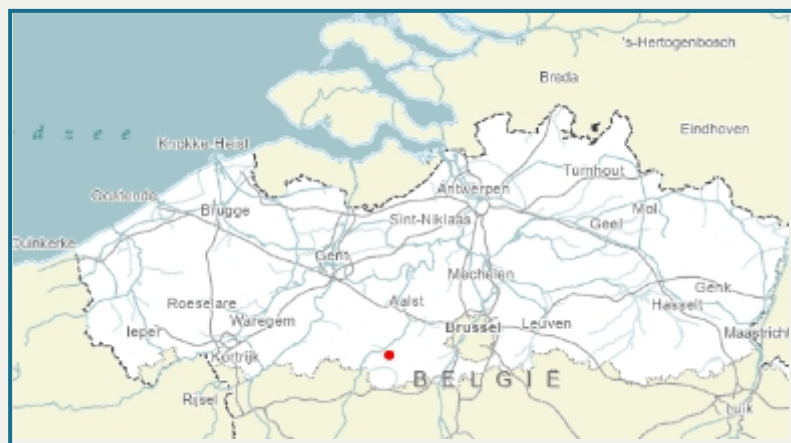 's-Hertogenbosch
Breda
d z e e
Eindhoven
Knokke-Heist
Turnhout
Antwerpen
Oostende
Brugge
Sint-Niklaas
Mol
Geel
Duinkerke
Gent
Mechelen
Genk
Roeselare
Aalst
Hasselt
Waregem
Ieper
Brussel
Leuven
Maastricht
Kortrijk
BELGIË
Rijsel
Luik